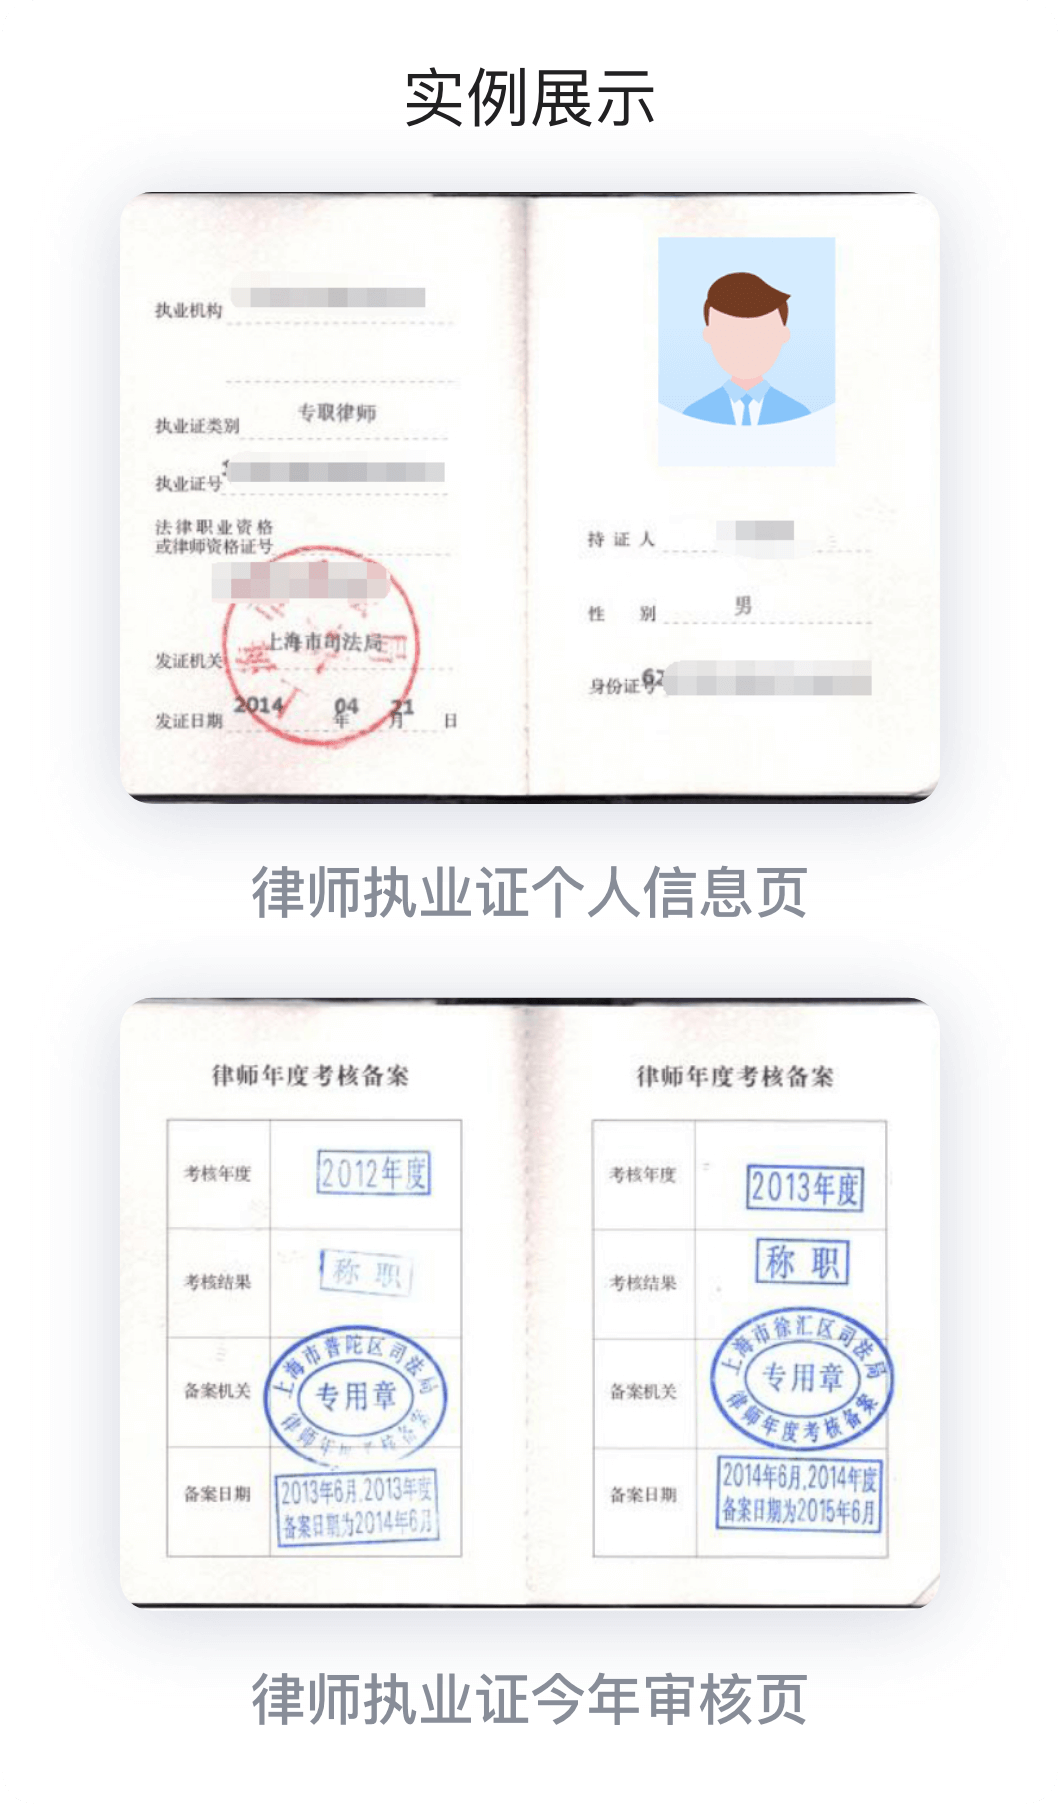 实例展示
执业机构
执业证类别 专职律师
执业证号
法律职业资格
或律师资格证号
发证机关 上海市司法局
发证日期 2014 年 04 月 21 日
持证人
性别 男
身份证号 62
律师执业证个人信息页
律师年度考核备案
考核年度 2012年度
考核结果 称职
备案机关 上海市普陀区司法局
专用章
律师年
备案日期 2013年6月,2013年度
备案日期为2014年6月
律师年度考核备案
考核年度 2013年度
考核结果 称职
备案机关 上海市徐汇区司法局
专用章
律师年度考核备案
备案日期 2014年6月,2014年度
备案日期为2015年6月
律师执业证今年审核页